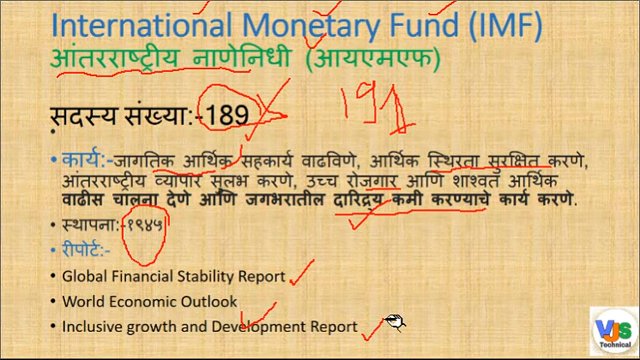 International Monetary Fund (IMF)
आंतरराष्ट्रीय नाणेनिधी (आयएमएफ)
सदस्य संख्या:-189
191
• कार्य:-जागतिक आर्थिक सहकार्य वाढविणे, आर्थिक स्थिरता सुरक्षित करणे,
आंतरराष्ट्रीय व्यापार सुलभ करणे, उच्च रोजगार आणि शाश्वत आर्थिक
वाढीस चालना देणे आणि जगभरातील दारिद्र्य कमी करण्याचे कार्य करणे.
• स्थापना:-१९४५
• रीपोर्ट:-
Global Financial Stability Report
World Economic Outlook
Inclusive growth and Development Report
VJS
Technical